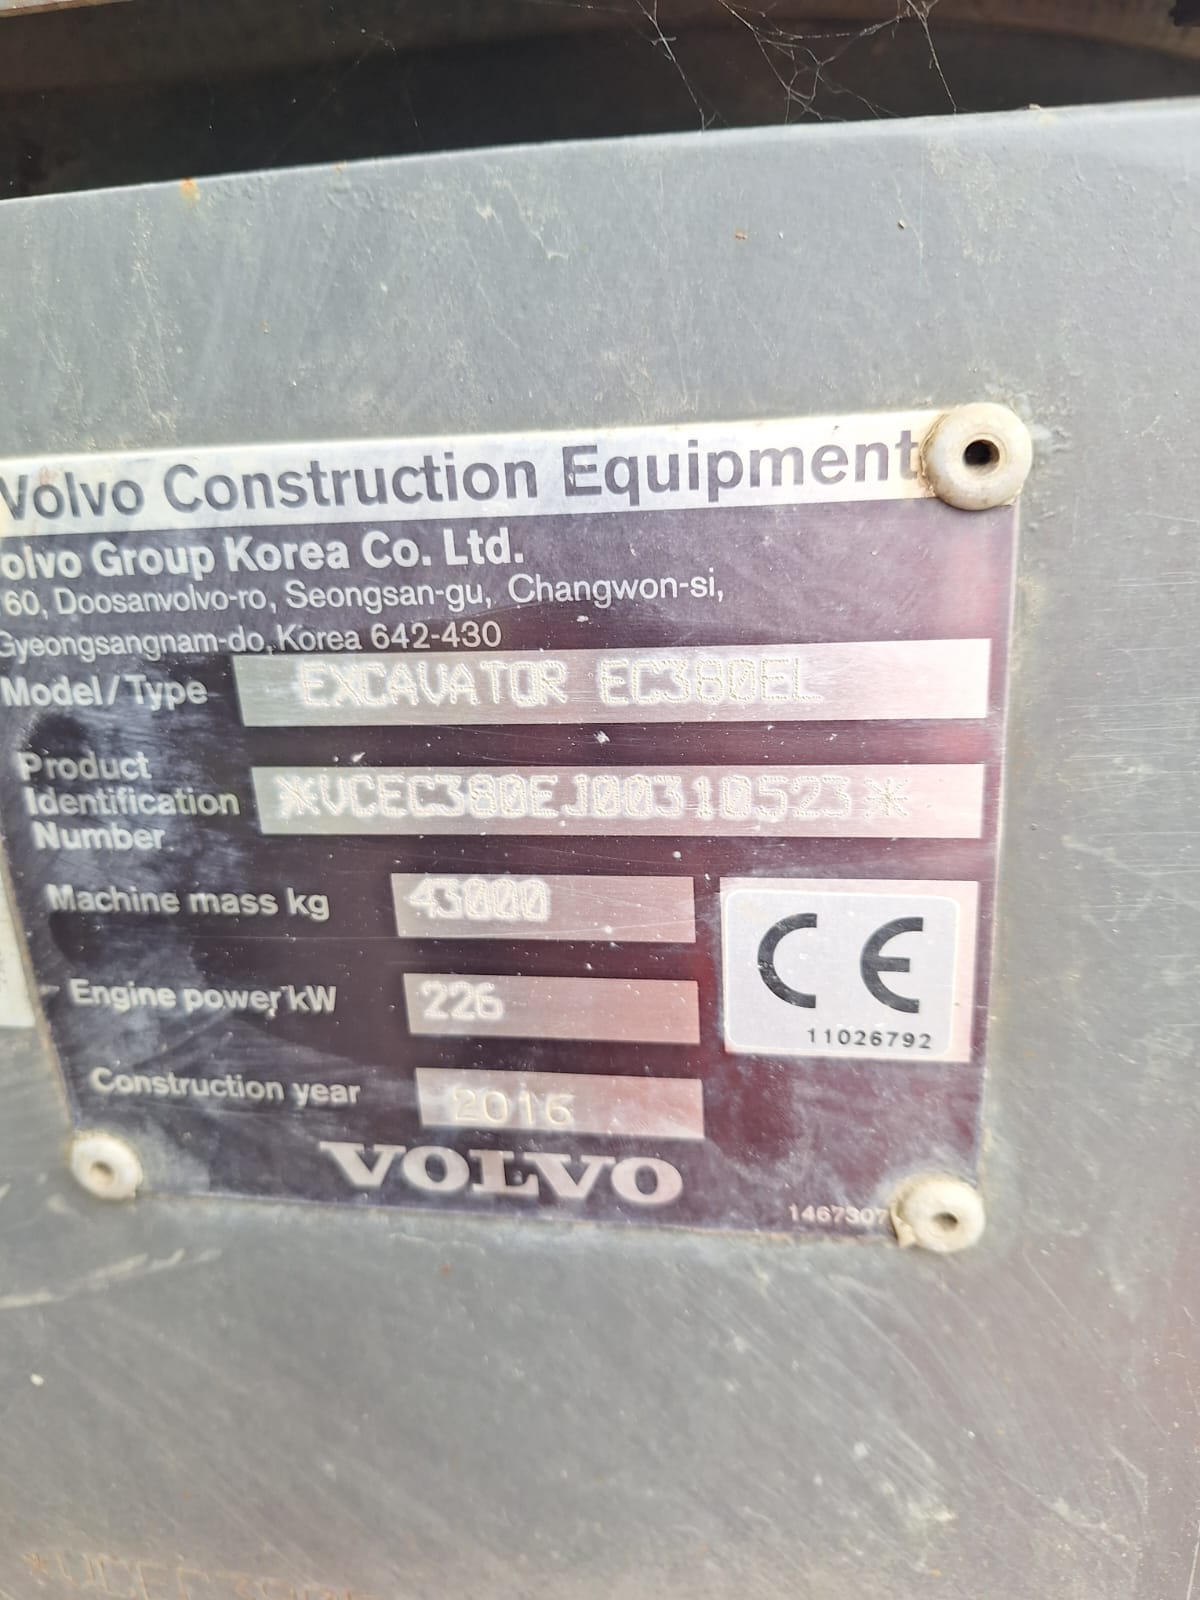 Volvo Construction Equipment
olvo Group Korea Co. Ltd.
60, Doosanvolvo-ro, Seongsan-gu, Changwon-si,
Gyeongsangnam-do, Korea 642-430
Model/Type EXCAVATOR EC380EL
Product
Identification *VCEC380EJ00310523*
Number
Machine mass kg 43000
CE
Engine power kW 226
11026792
Construction year 2016
VOLVO
1467307